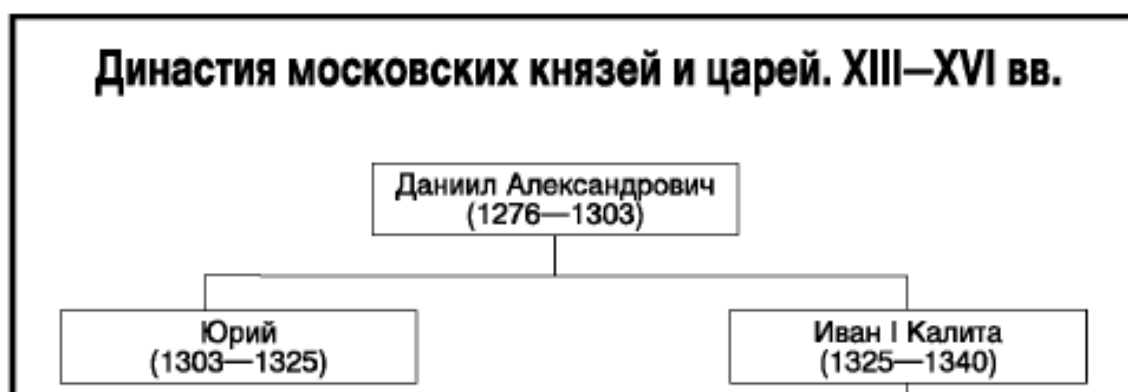 Династия московских князей и царей. XIII—XVI вв.
Даниил Александрович
(1276—1303)
Юрий
(1303—1325)
Иван I Калита
(1325—1340)